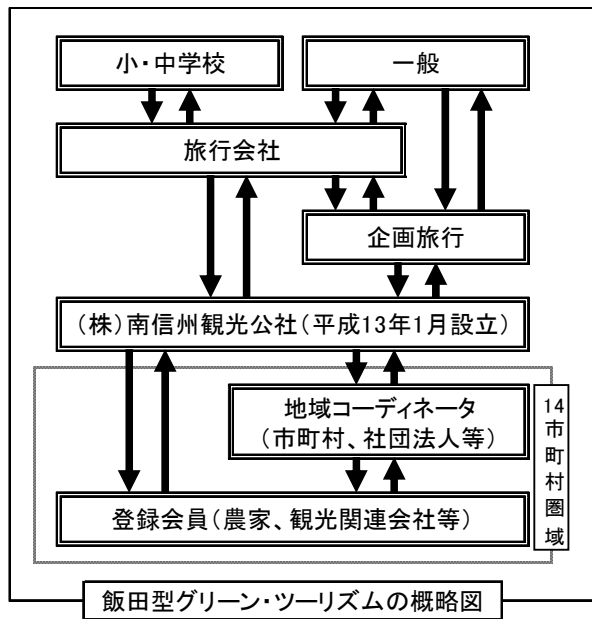 小・中学校
一般
旅行会社
企画旅行
（株）南信州観光公社（平成13年1月設立）
地域コーディネータ
（市町村、社団法人等）
14市町村圏域
登録会員（農家、観光関連会社等）
飯田型グリーン・ツーリズムの概略図